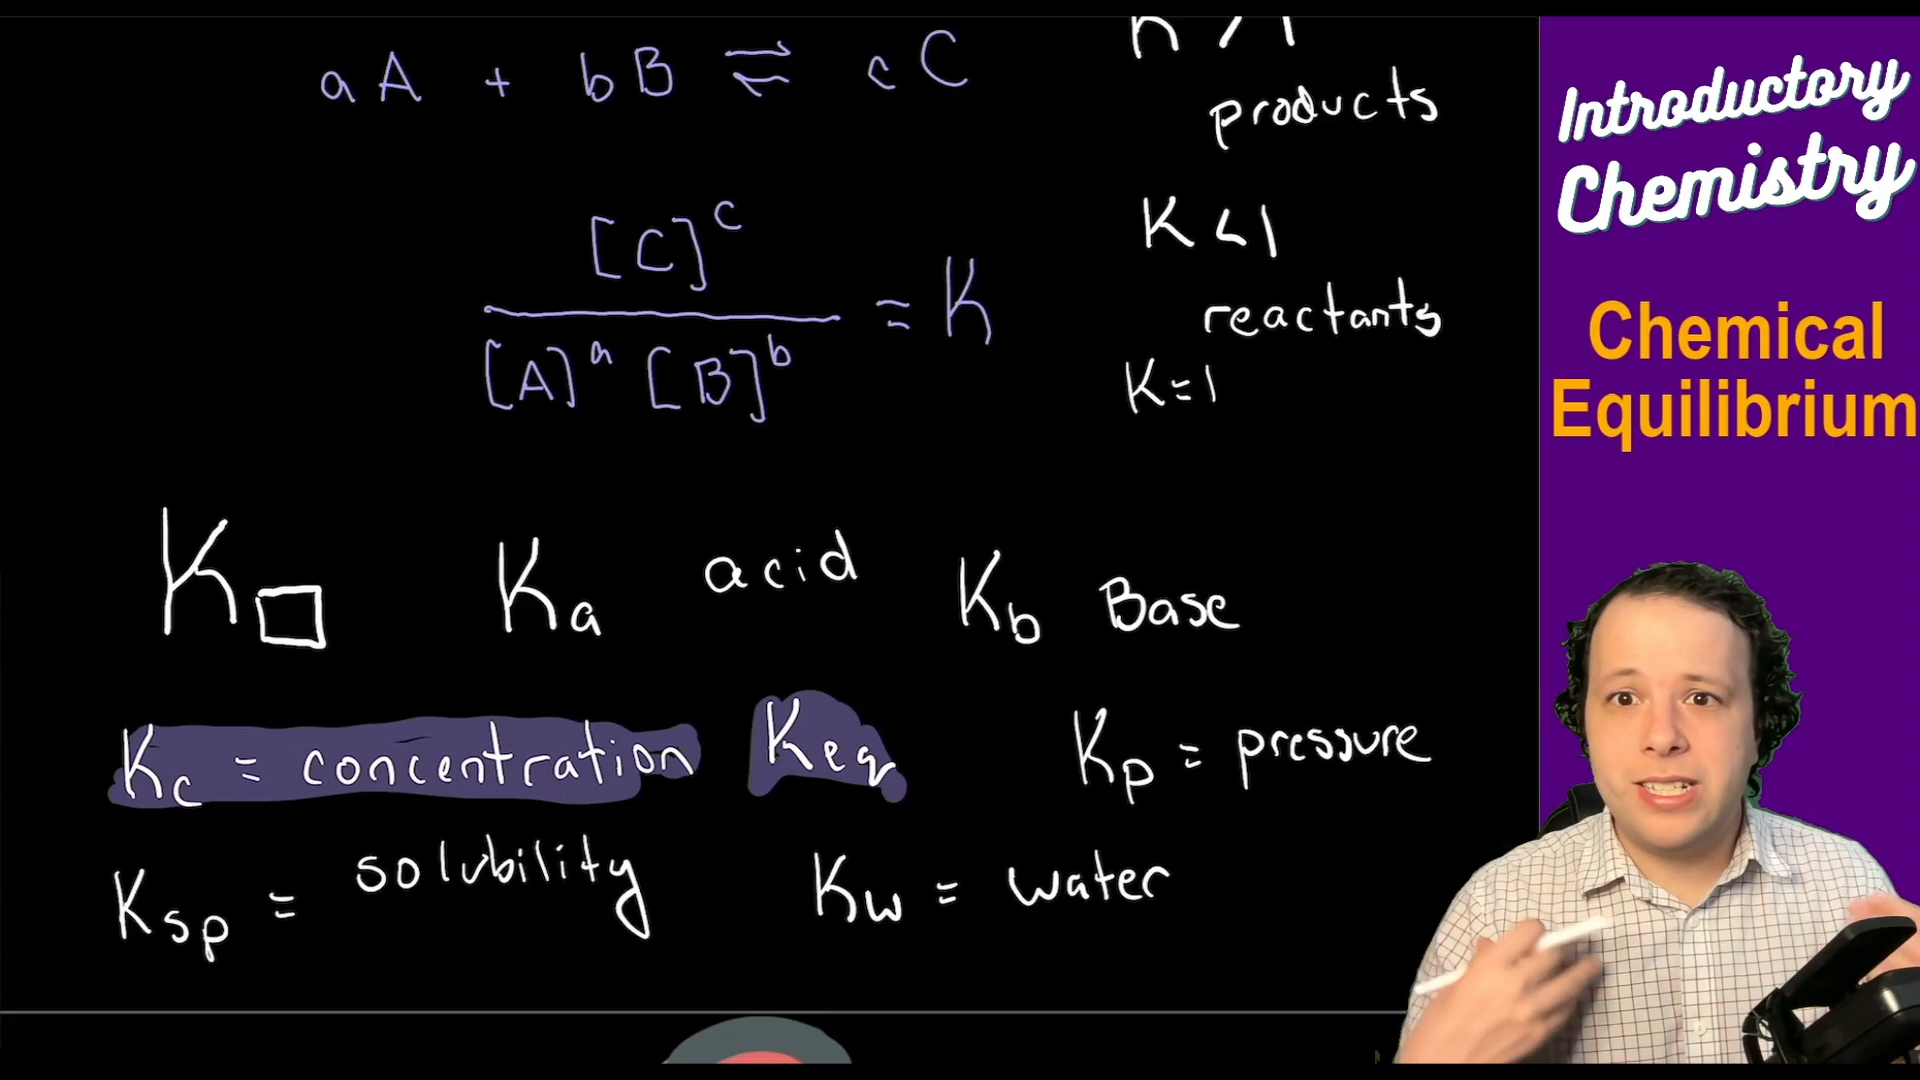 aA + bB ⇌ cC
K > 1
products
[C]^c
[A]^a [B]^b = K
K < 1
reactants
K = 1
K□ Ka acid Kb Base
Kc = concentration Keq Kp = pressure
Ksp = solubility Kw = water
Introductory
Chemistry
Chemical
Equilibrium